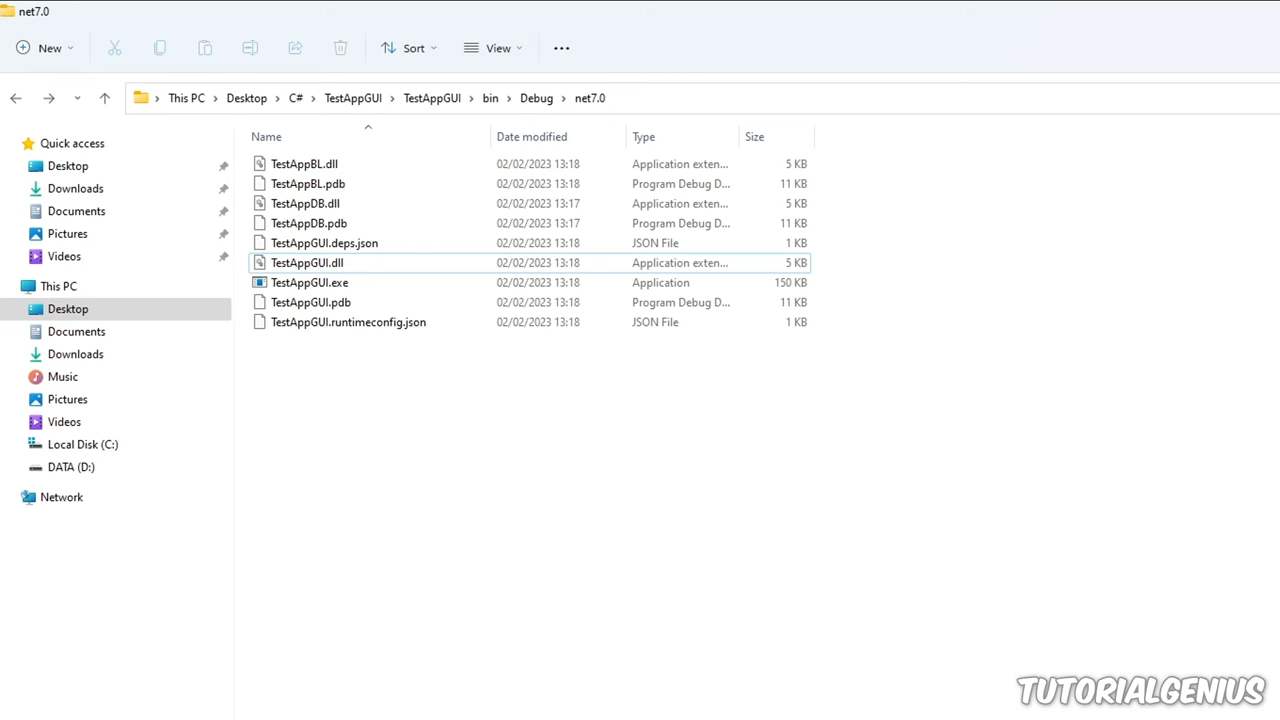 net7.0
New Sort View
This PC Desktop C# TestAppGUI TestAppGUI bin Debug net7.0
Name Date modified Type Size
Quick access
Desktop
Downloads
Documents
Pictures
Videos
This PC
Desktop
Documents
Downloads
Music
Pictures
Videos
Local Disk (C:)
DATA (D:)
Network
TestAppBL.dll 02/02/2023 13:18 Application exten... 5 KB
TestAppBL.pdb 02/02/2023 13:18 Program Debug D... 11 KB
TestAppDB.dll 02/02/2023 13:17 Application exten... 5 KB
TestAppDB.pdb 02/02/2023 13:17 Program Debug D... 11 KB
TestAppGUI.deps.json 02/02/2023 13:18 JSON File 1 KB
TestAppGUI.dll 02/02/2023 13:18 Application exten... 5 KB
TestAppGUI.exe 02/02/2023 13:18 Application 150 KB
TestAppGUI.pdb 02/02/2023 13:18 Program Debug D... 11 KB
TestAppGUI.runtimeconfig.json 02/02/2023 13:18 JSON File 1 KB
TUTORIALGENIUS